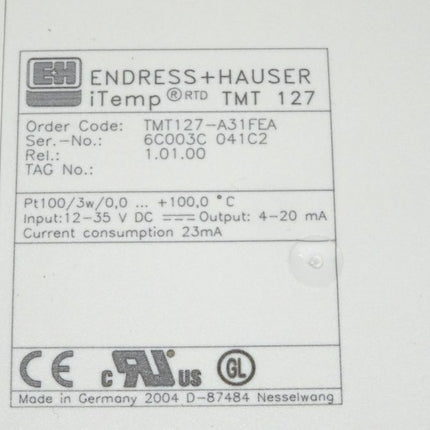 E+H ENDRESS+HAUSER
iTemp® RTD TMT 127
Order Code: TMT127-A31FEA
Ser.-No.: 6C003C 041C2
Rel.: 1.01.00
TAG No.:
Pt100/3w/0,0 ... +100,0 °C
Input:12-35 V DC ⎓ Output: 4-20 mA
Current consumption 23mA
CE c RU US GL
Made in Germany 2004 D-87484 Nesselwang